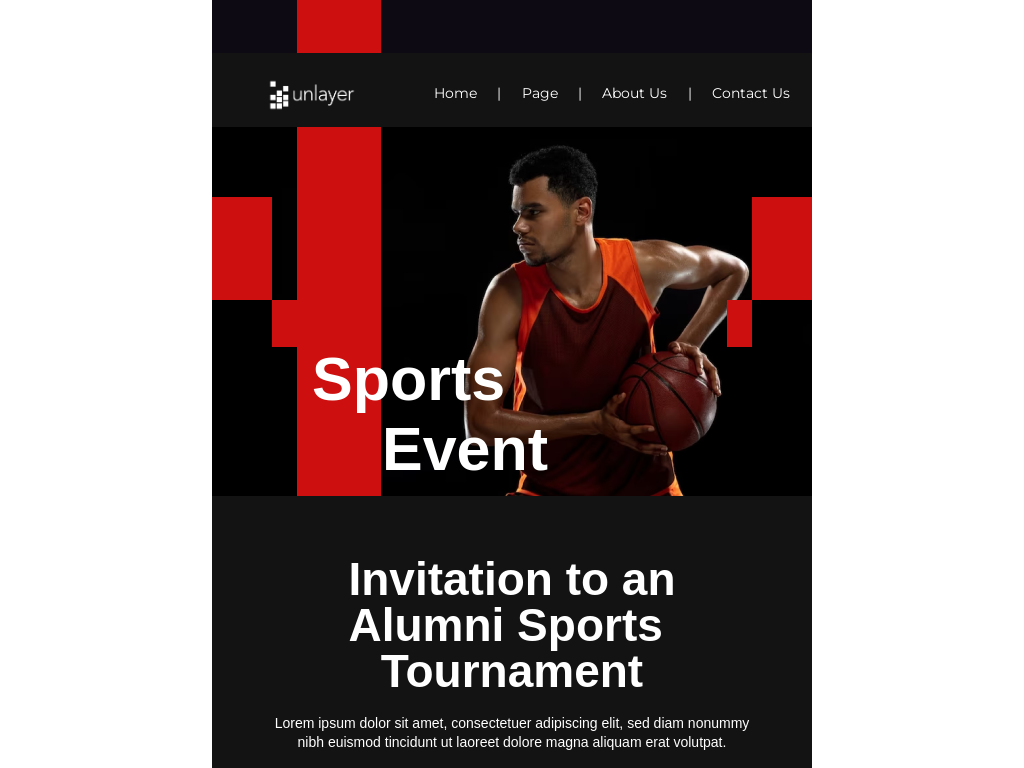 unlayer
Home | Page | About Us | Contact Us
Sports
Event
Invitation to an
Alumni Sports
Tournament
Lorem ipsum dolor sit amet, consectetuer adipiscing elit, sed diam nonummy
nibh euismod tincidunt ut laoreet dolore magna aliquam erat volutpat.